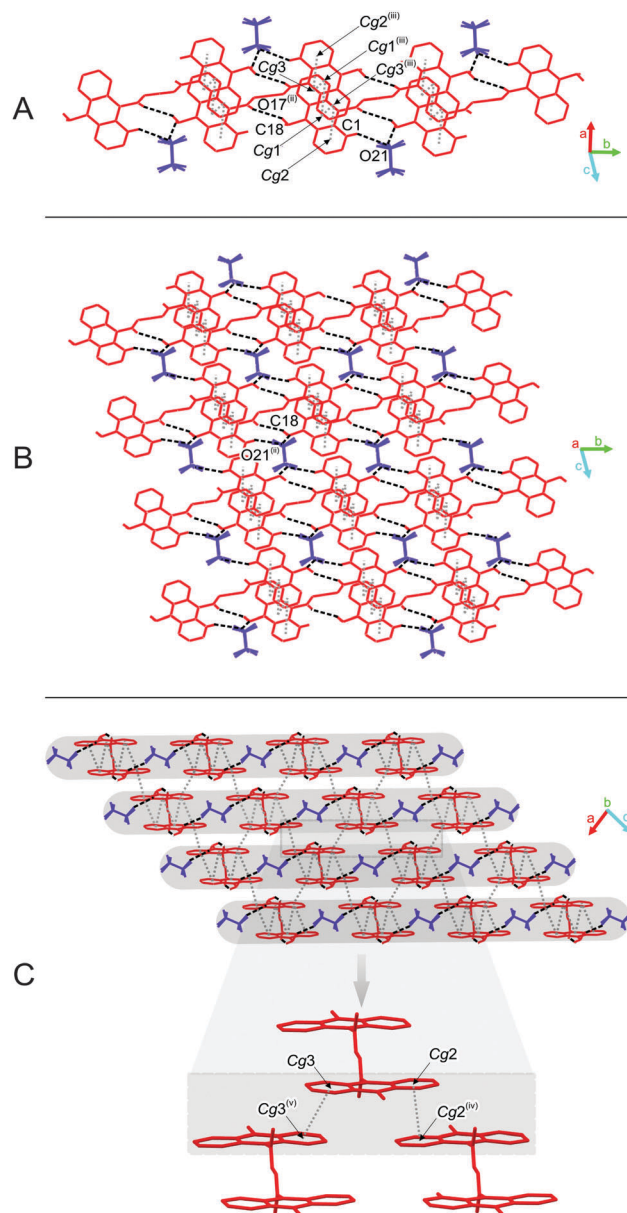 A
Cg2(iii)
Cg1(iii)
Cg3
Cg3(iii)
O17(ii)
C18
C1
Cg1
O21
Cg2
a
b
c
B
C18
O21(ii)
a
b
c
C
b
a
c
Cg3
Cg2
Cg3(v)
Cg2(iv)